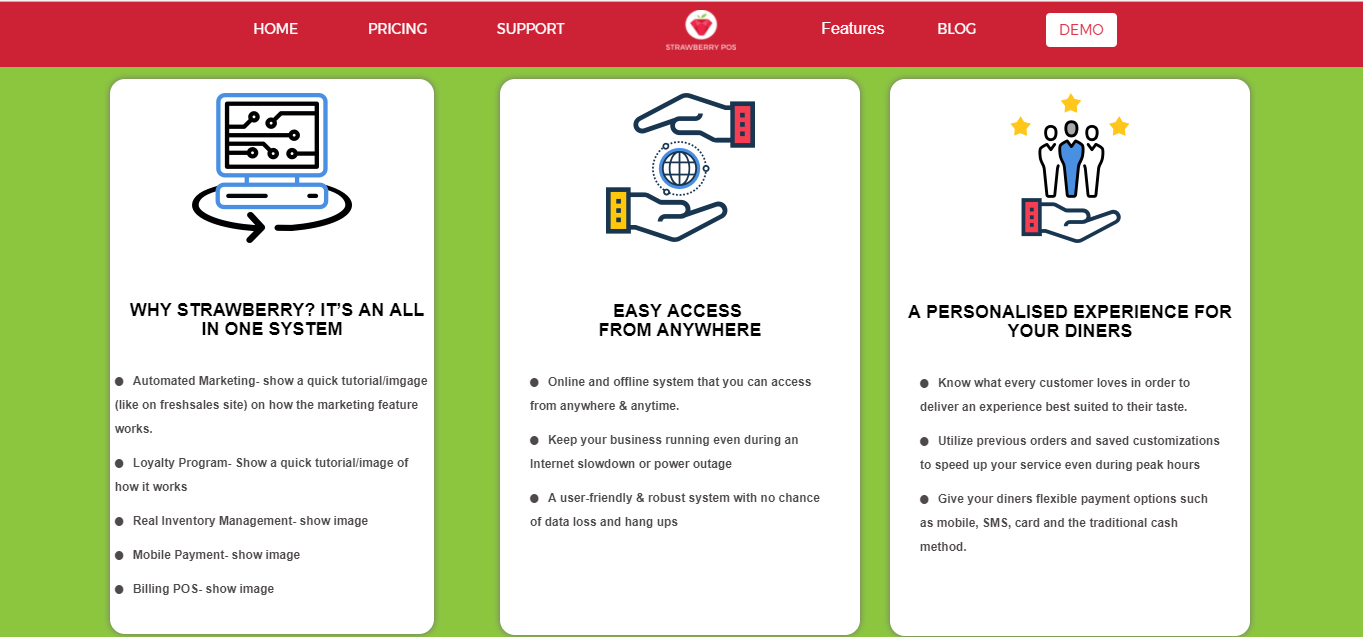 HOME PRICING SUPPORT STRAWBERRY POS Features BLOG DEMO
WHY STRAWBERRY? IT'S AN ALL
IN ONE SYSTEM
● Automated Marketing- show a quick tutorial/imgage
(like on freshsales site) on how the marketing feature
works.
● Loyalty Program- Show a quick tutorial/image of
how it works
● Real Inventory Management- show image
● Mobile Payment- show image
● Billing POS- show image
EASY ACCESS
FROM ANYWHERE
● Online and offline system that you can access
from anywhere & anytime.
● Keep your business running even during an
Internet slowdown or power outage
● A user-friendly & robust system with no chance
of data loss and hang ups
A PERSONALISED EXPERIENCE FOR
YOUR DINERS
● Know what every customer loves in order to
deliver an experience best suited to their taste.
● Utilize previous orders and saved customizations
to speed up your service even during peak hours
● Give your diners flexible payment options such
as mobile, SMS, card and the traditional cash
method.